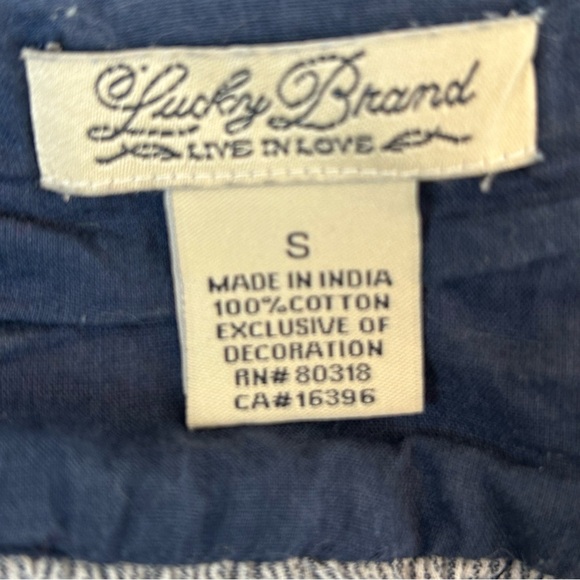 Lucky Brand
LIVE IN LOVE
S
MADE IN INDIA
100%COTTON
EXCLUSIVE OF
DECORATION
RN# 80318
CA#16396